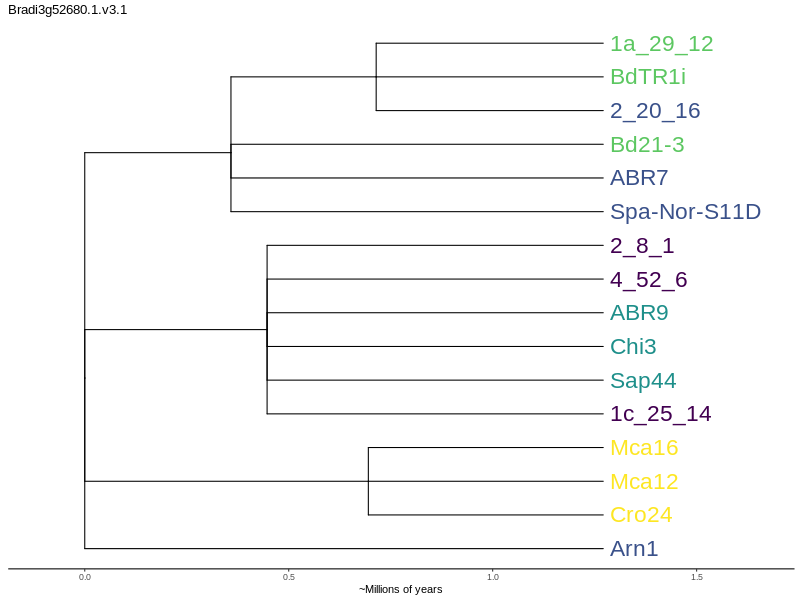 Bradi3g52680.1.v3.1
1a_29_12
BdTR1i
2_20_16
Bd21-3
ABR7
Spa-Nor-S11D
2_8_1
4_52_6
ABR9
Chi3
Sap44
1c_25_14
Mca16
Mca12
Cro24
Arn1
0.0 0.5 1.0 1.5
~Millions of years